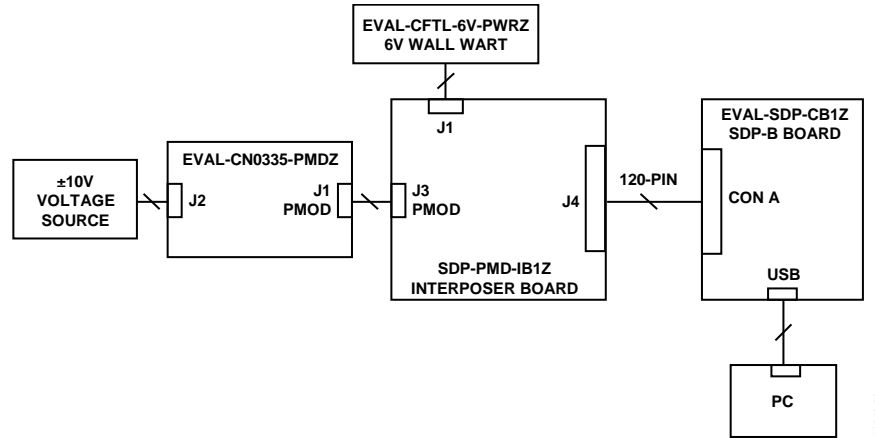 EVAL-CFTL-6V-PWRZ
6V WALL WART
J1
EVAL-SDP-CB1Z
SDP-B BOARD
EVAL-CN0335-PMDZ
±10V
VOLTAGE
SOURCE
J2
J1
PMOD
J3
PMOD
J4
120-PIN
CON A
SDP-PMD-IB1Z
INTERPOSER BOARD
USB
PC